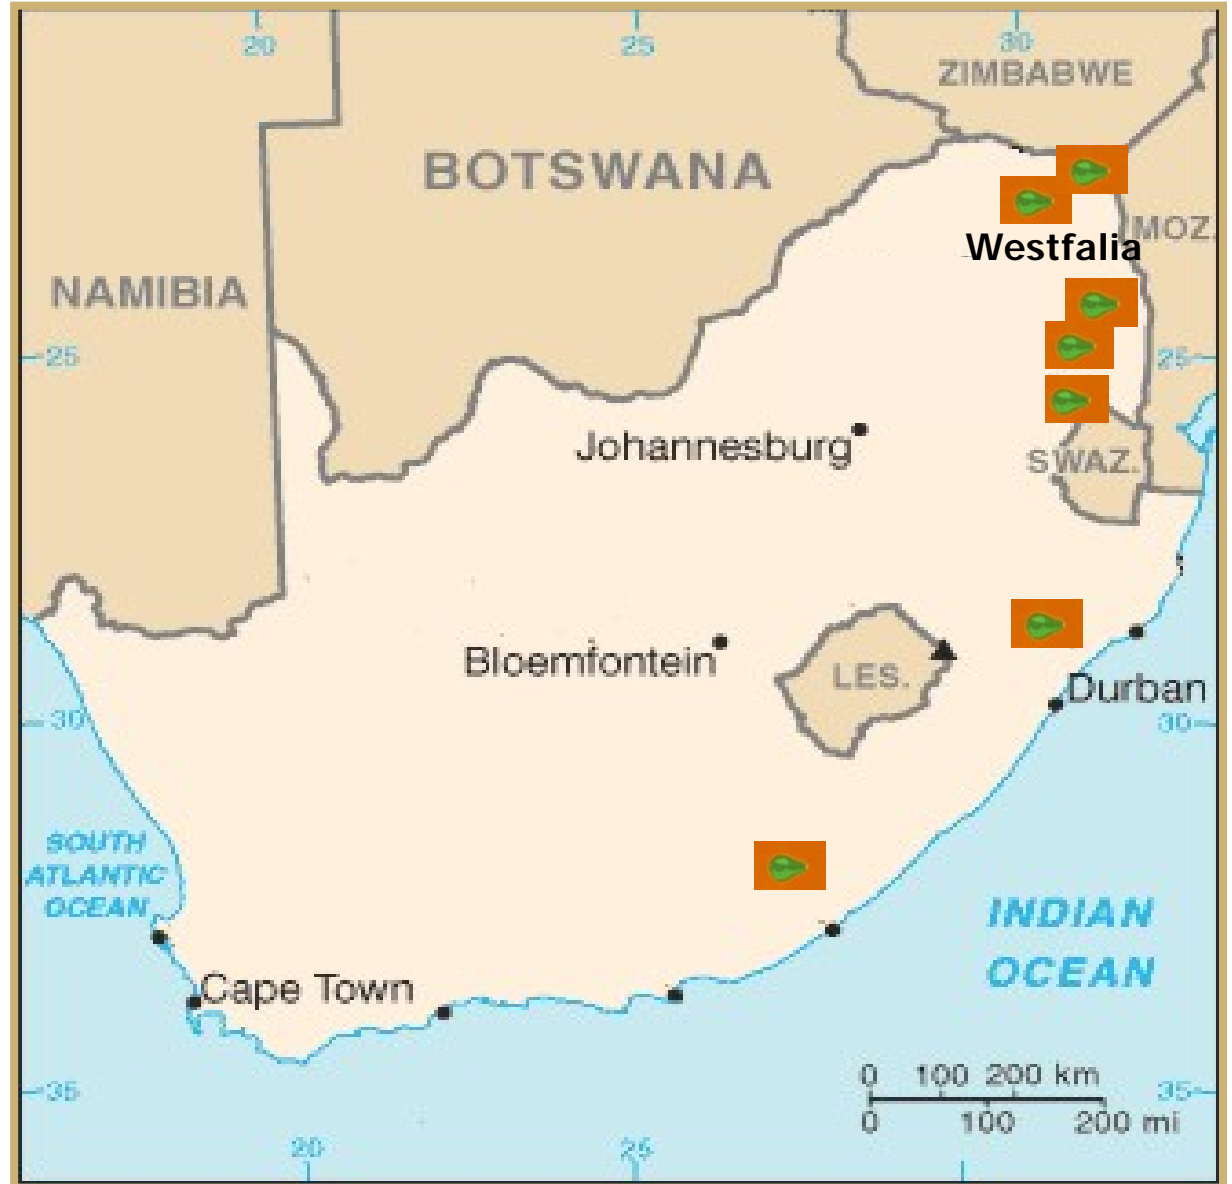 20 25 30
ZIMBABWE
BOTSWANA
MOZ.
Westfalia
NAMIBIA
25 25
Johannesburg
SWAZ.
Bloemfontein
LES.
Durban
30 30
SOUTH
ATLANTIC
OCEAN
INDIAN
OCEAN
Cape Town
0 100 200 km
35 35
0 100 200 mi
20 25